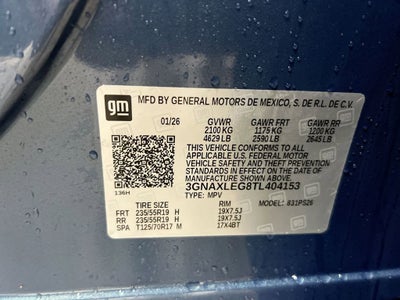 gm
MFD BY GENERAL MOTORS DE MEXICO, S. DE R.L. DE C.V.
01/26 GVWR GAWR FRT GAWR RR
2100 KG 1175 KG 1200 KG
4629 LB 2590 LB 2645 LB
THIS VEHICLE CONFORMS TO ALL
APPLICABLE U.S. FEDERAL MOTOR
VEHICLE SAFETY AND THEFT PREVENTION
STANDARDS IN EFFECT ON THE DATE OF
MANUFACTURE SHOWN ABOVE.
3GNAXLEG8TL404153
136H
TYPE: MPV MODEL: 831PS26
TIRE SIZE RIM
FRT 235/55R19 H 19X7.5J
RR 235/55R19 H 19X7.5J
SPA T125/70R17 M 17X4BT